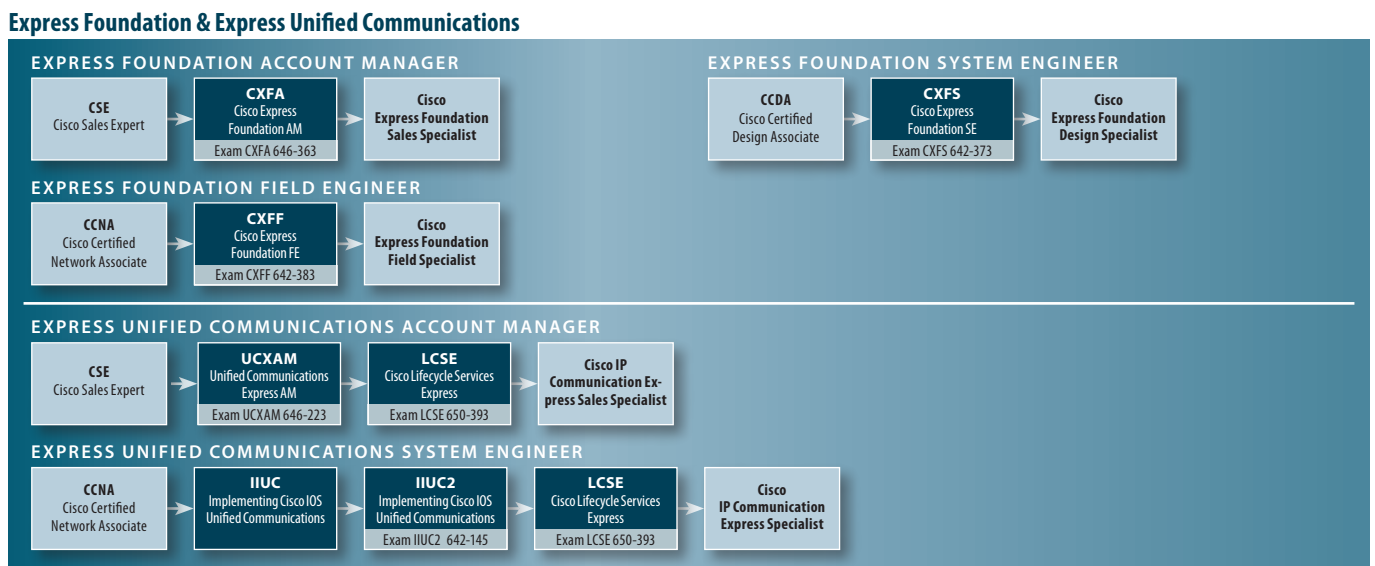 Express Foundation & Express Unified Communications
EXPRESS FOUNDATION ACCOUNT MANAGER
CSE
Cisco Sales Expert
CXFA
Cisco Express
Foundation AM
Exam CXFA 646-363
Cisco
Express Foundation
Sales Specialist
EXPRESS FOUNDATION SYSTEM ENGINEER
CCDA
Cisco Certified
Design Associate
CXFS
Cisco Express
Foundation SE
Exam CXFS 642-373
Cisco
Express Foundation
Design Specialist
EXPRESS FOUNDATION FIELD ENGINEER
CCNA
Cisco Certified
Network Associate
CXFF
Cisco Express
Foundation FE
Exam CXFF 642-383
Cisco
Express Foundation
Field Specialist
EXPRESS UNIFIED COMMUNICATIONS ACCOUNT MANAGER
CSE
Cisco Sales Expert
UCXAM
Unified Communications
Express AM
Exam UCXAM 646-223
LCSE
Cisco Lifecycle Services
Express
Exam LCSE 650-393
Cisco IP
Communication Ex-
press Sales Specialist
EXPRESS UNIFIED COMMUNICATIONS SYSTEM ENGINEER
CCNA
Cisco Certified
Network Associate
IIUC
Implementing Cisco IOS
Unified Communications
IIUC2
Implementing Cisco IOS
Unified Communications
Exam IIUC2 642-145
LCSE
Cisco Lifecycle Services
Express
Exam LCSE 650-393
Cisco
IP Communication
Express Specialist